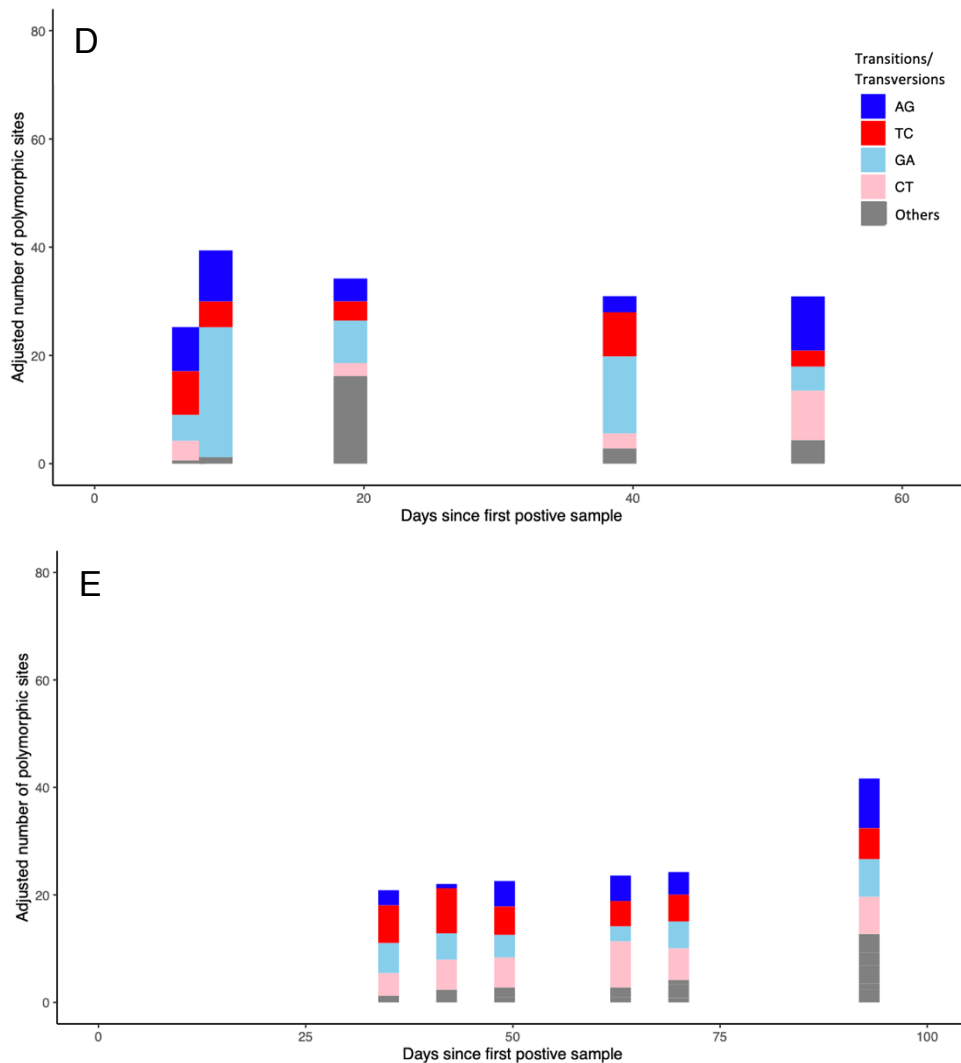 D
Adjusted number of polymorphic sites
80
60
40
20
0
Transitions/
Transversions
AG
TC
GA
CT
Others
0
20
40
60
Days since first postive sample
E
Adjusted number of polymorphic sites
80
60
40
20
0
0
25
50
75
100
Days since first postive sample